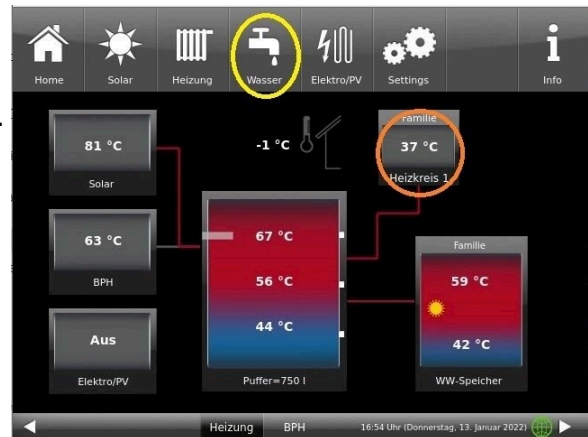 Home Solar Heizung Wasser Elektro/PV Settings Info
81 °C
Solar
-1 °C
Familie
37 °C
Heizkreis 1
63 °C
BPH
67 °C
56 °C
44 °C
Puffer=750 l
Familie
59 °C
42 °C
WW-Speicher
Aus
Elektro/PV
Heizung BPH 16:54 Uhr (Donnerstag, 13. Januar 2022)